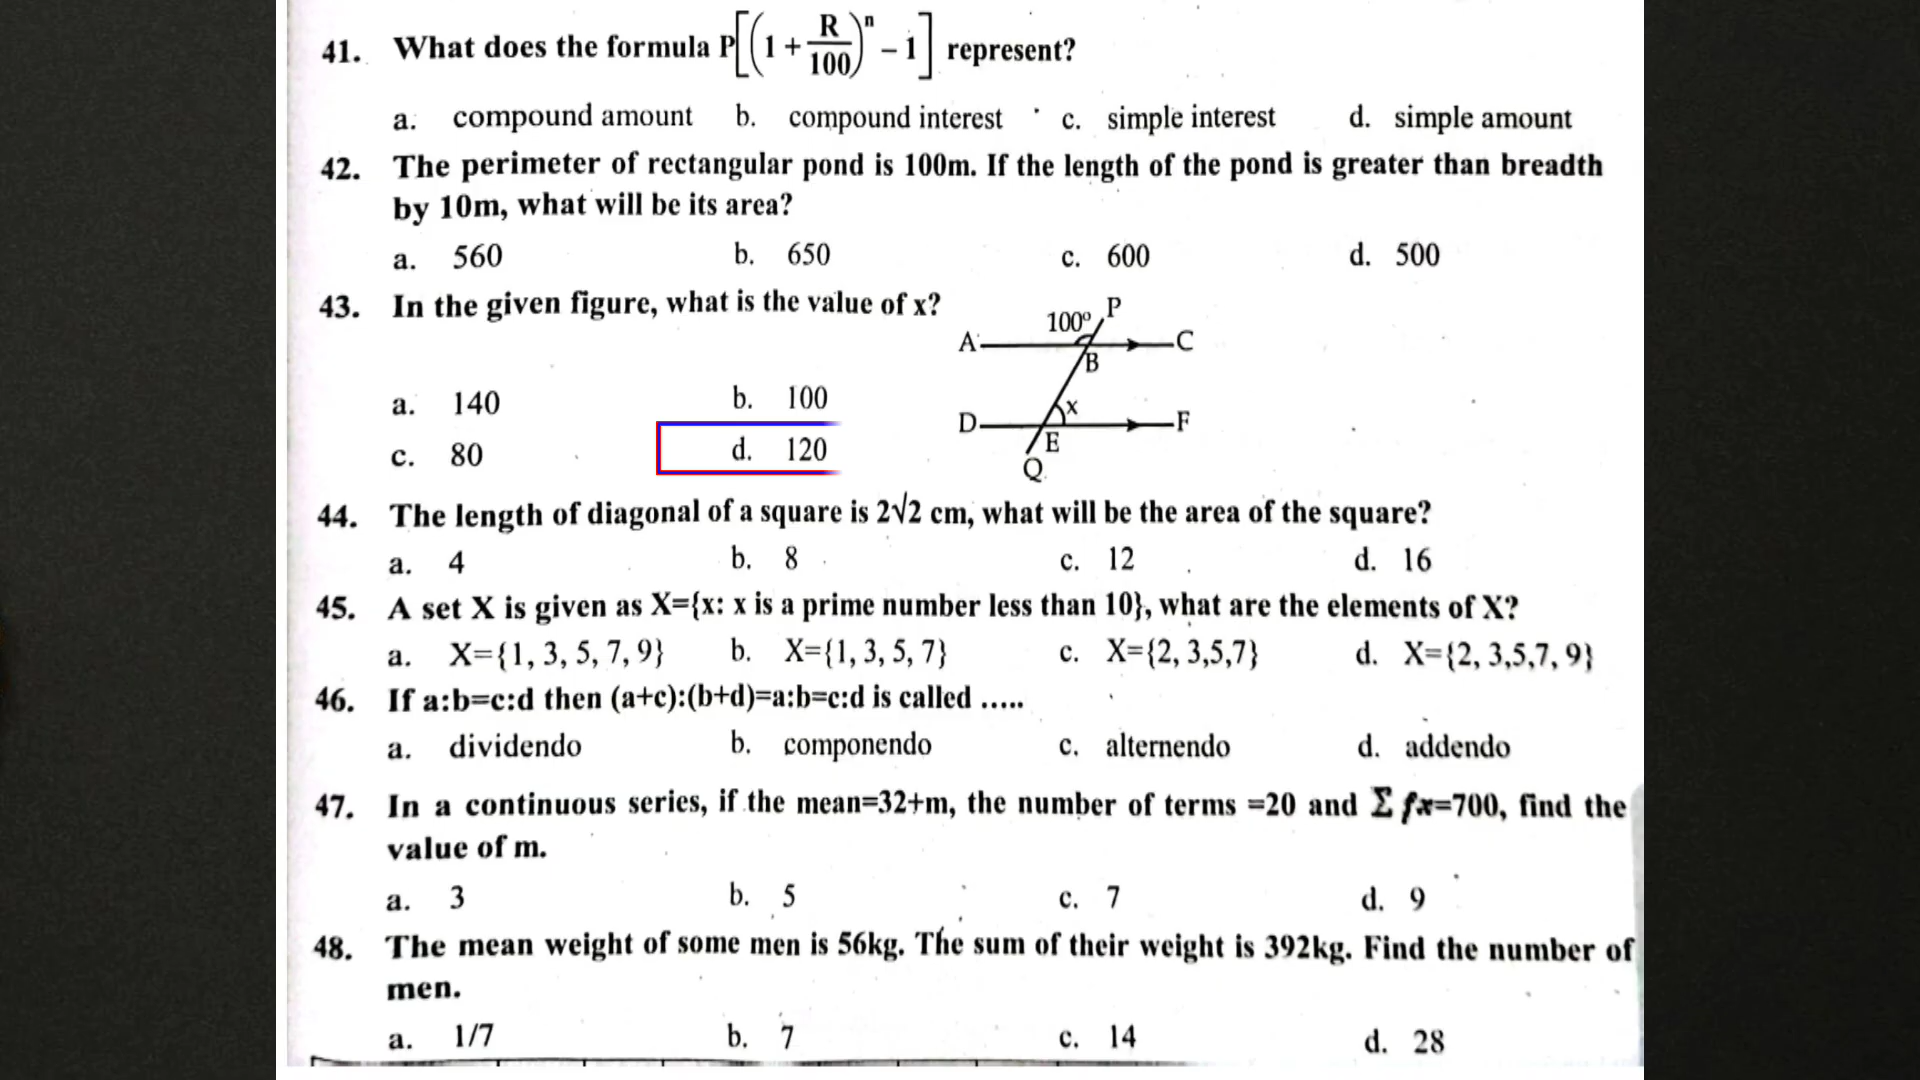 41. What does the formula P[(1 + R/100)ⁿ – 1] represent?
a. compound amount b. compound interest c. simple interest d. simple amount
42. The perimeter of rectangular pond is 100m. If the length of the pond is greater than breadth
by 10m, what will be its area?
a. 560 b. 650 c. 600 d. 500
43. In the given figure, what is the value of x?
100° P
A C
B
a. 140 b. 100
x
D F
E
c. 80 d. 120
Q
44. The length of diagonal of a square is 2√2 cm, what will be the area of the square?
a. 4 b. 8 c. 12 d. 16
45. A set X is given as X={x: x is a prime number less than 10}, what are the elements of X?
a. X={1, 3, 5, 7, 9} b. X={1, 3, 5, 7} c. X={2, 3,5,7} d. X={2, 3,5,7, 9}
46. If a:b=c:d then (a+c):(b+d)=a:b=c:d is called .....
a. dividendo b. componendo c. alternendo d. addendo
47. In a continuous series, if the mean=32+m, the number of terms =20 and Σ fx=700, find the
value of m.
a. 3 b. 5 c. 7 d. 9
48. The mean weight of some men is 56kg. The sum of their weight is 392kg. Find the number of
men.
a. 1/7 b. 7 c. 14 d. 28